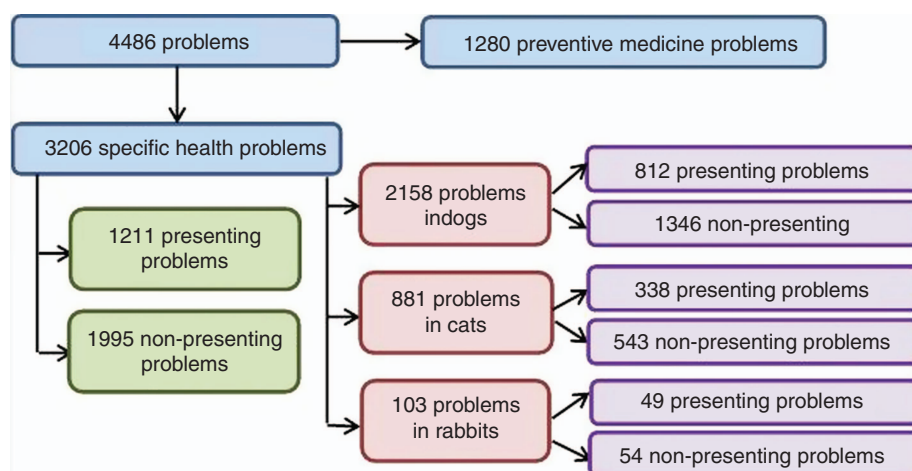 4486 problems
1280 preventive medicine problems
3206 specific health problems
1211 presenting
problems
1995 non-presenting
problems
2158 problems
indogs
812 presenting problems
1346 non-presenting
881 problems
in cats
338 presenting problems
543 non-presenting problems
103 problems
in rabbits
49 presenting problems
54 non-presenting problems